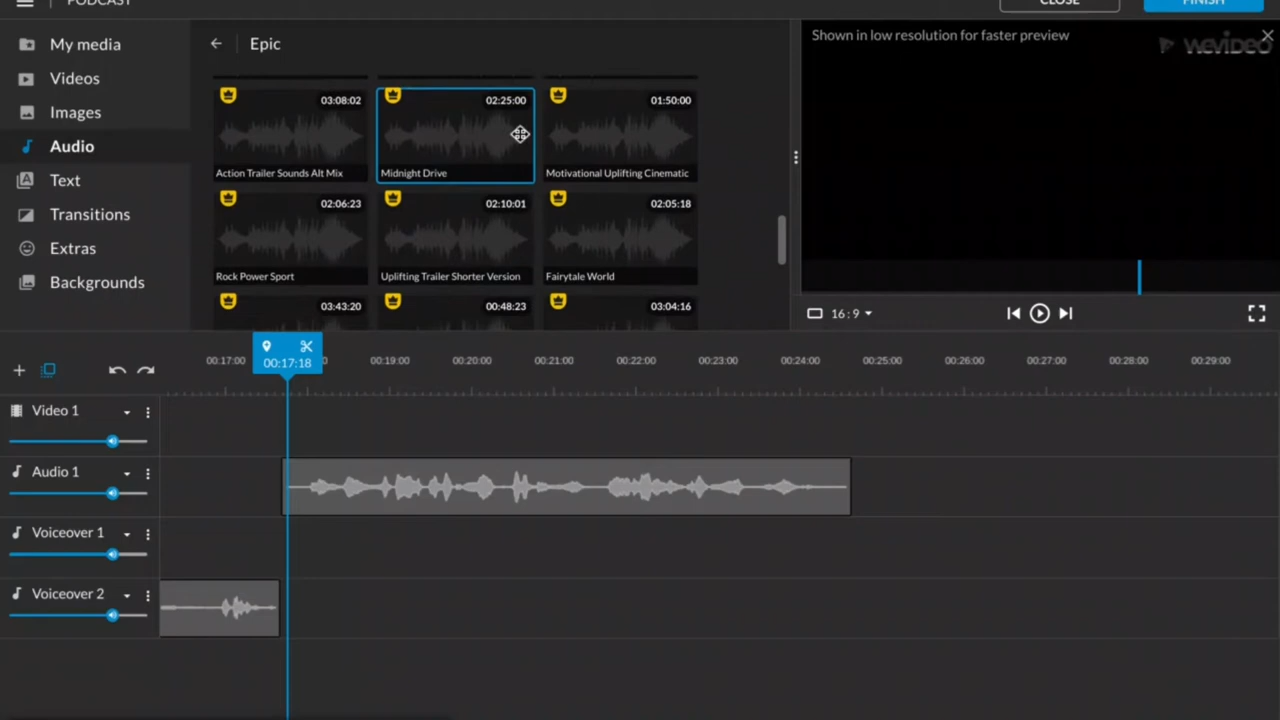 PODCAST
CLOSE
FINISH
My media
Videos
Images
Audio
Text
Transitions
Extras
Backgrounds
Epic
03:08:02
Action Trailer Sounds Alt Mix
02:25:00
Midnight Drive
01:50:00
Motivational Uplifting Cinematic
02:06:23
Rock Power Sport
02:10:01
Uplifting Trailer Shorter Version
02:05:18
Fairytale World
03:43:20
00:48:23
03:04:16
Shown in low resolution for faster preview
WeVideo
16:9
00:17:00
00:17:18
0
00:19:00
00:20:00
00:21:00
00:22:00
00:23:00
00:24:00
00:25:00
00:26:00
00:27:00
00:28:00
00:29:00
Video 1
Audio 1
Voiceover 1
Voiceover 2